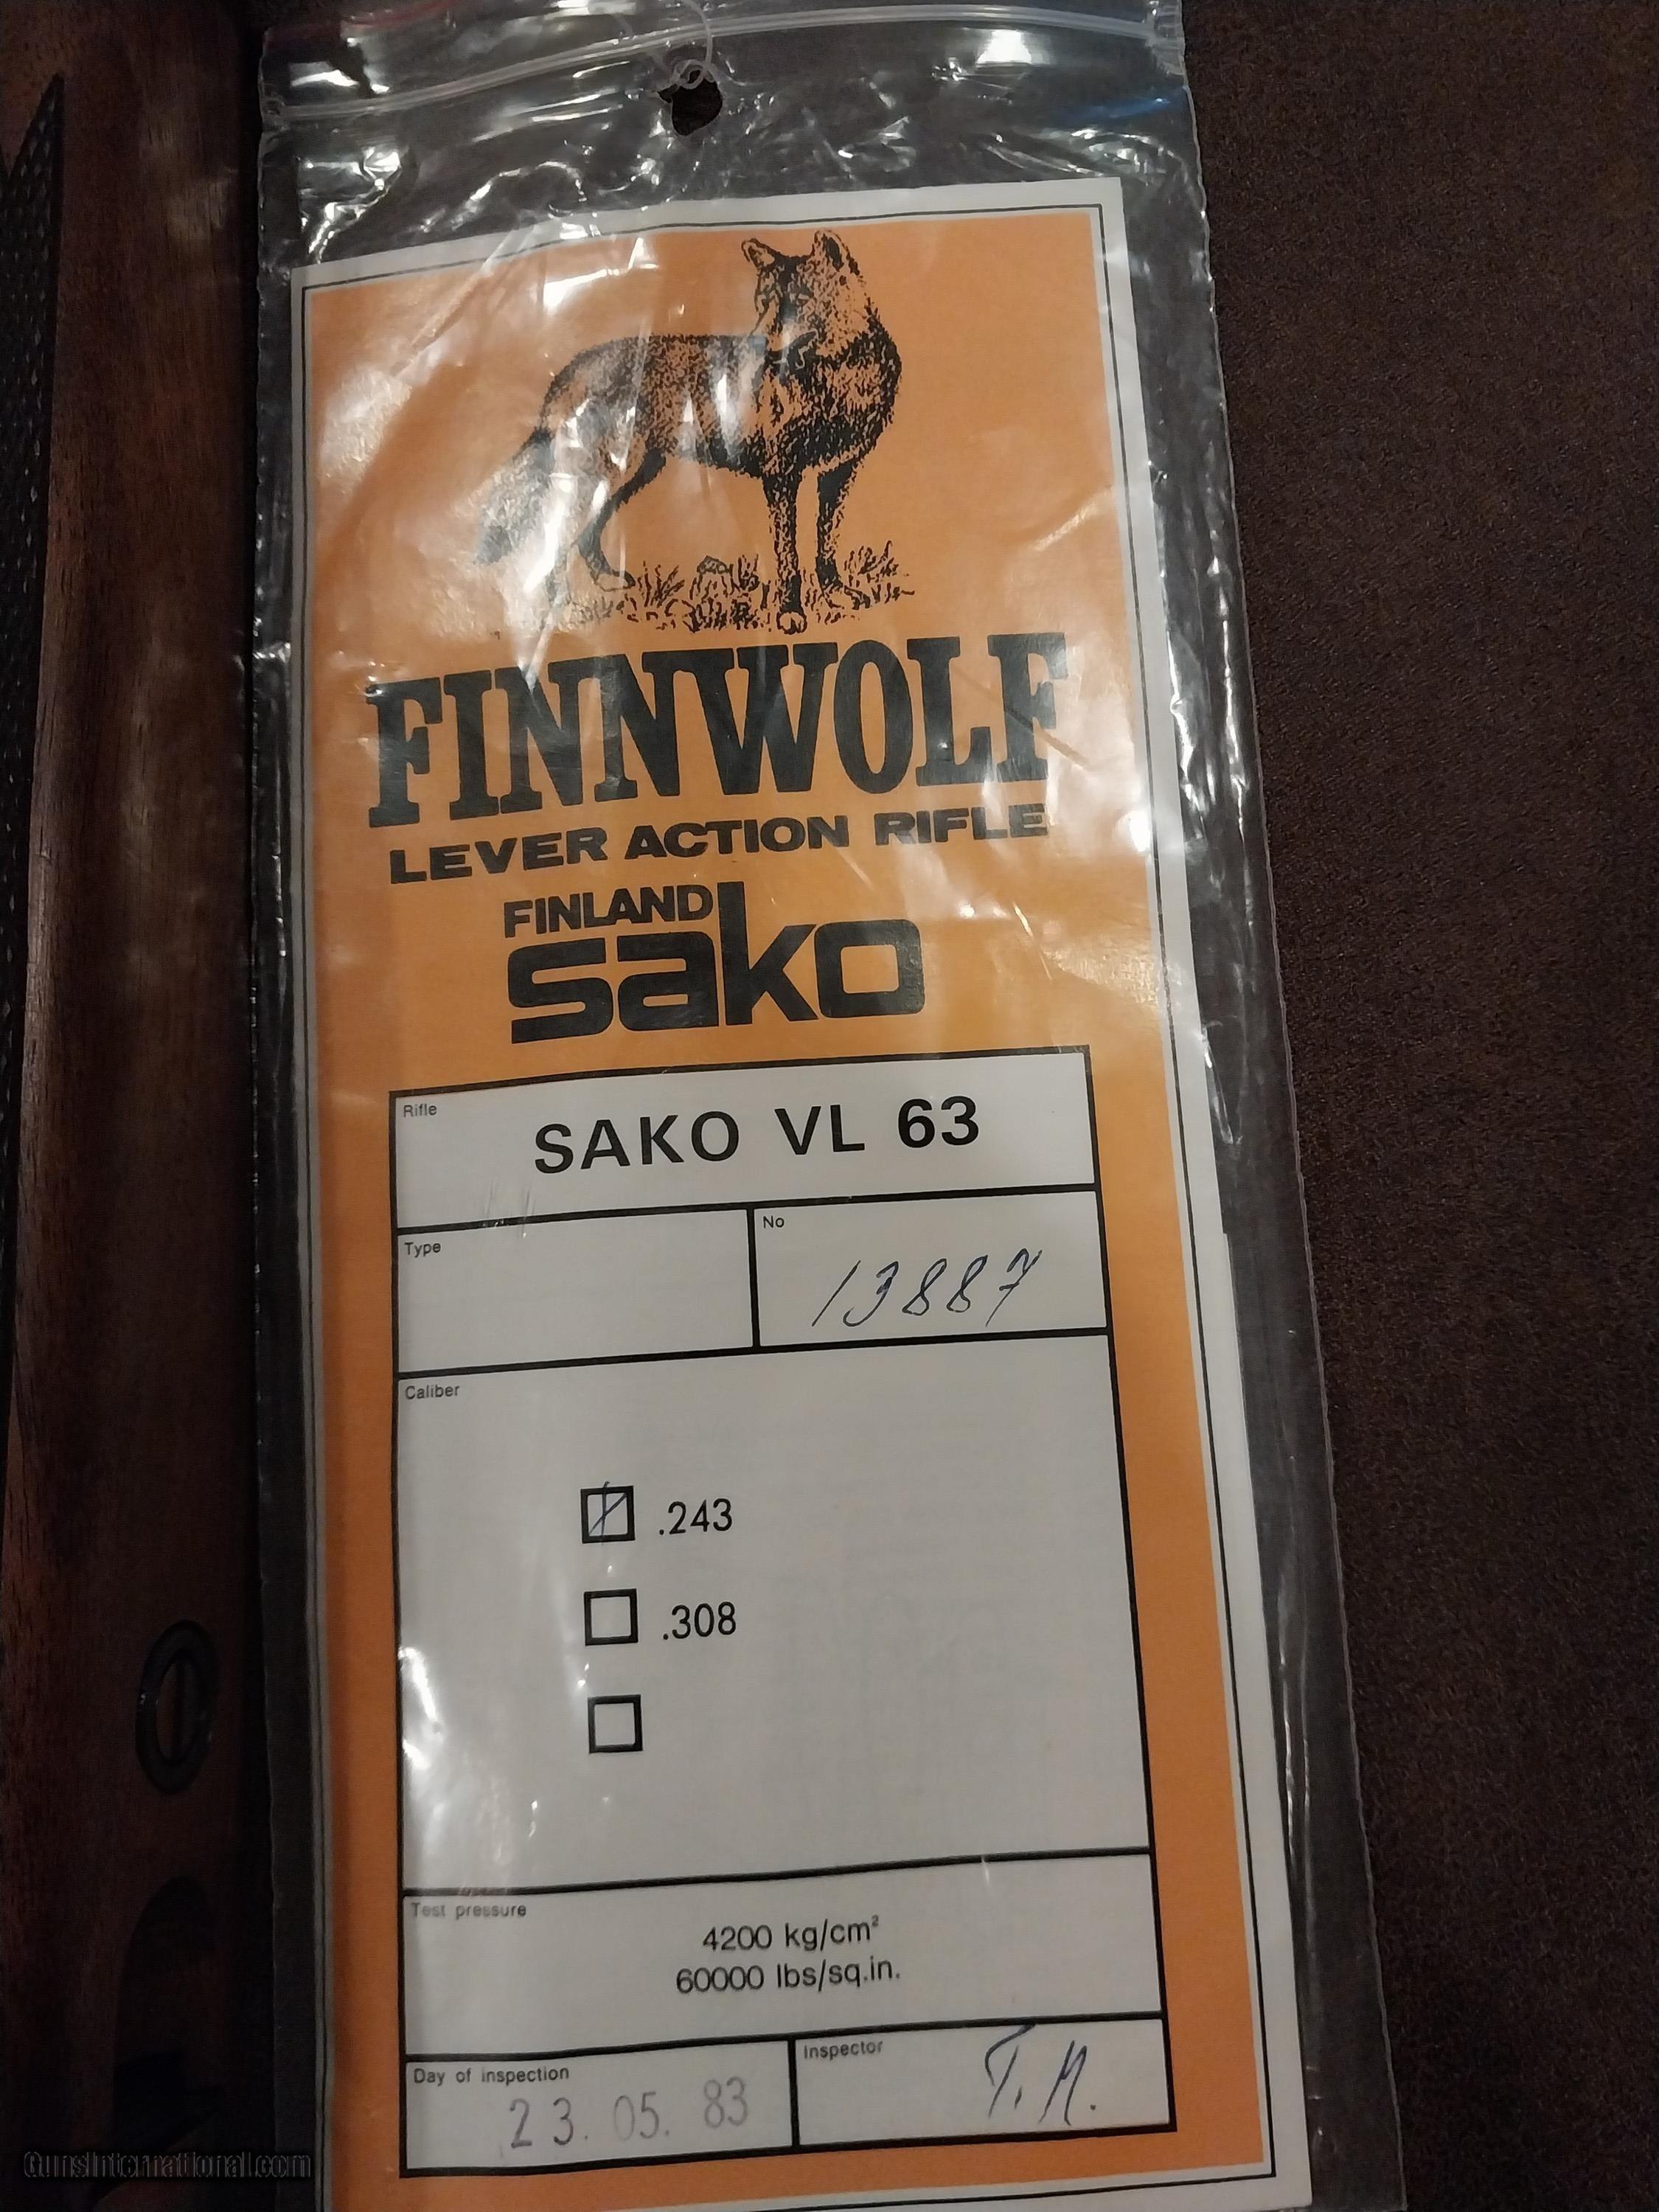 FINNWOLF
LEVER ACTION RIFLE
FINLAND
sako
Rifle
SAKO VL 63
Type
No
13887
Caliber
.243
.308
Test pressure
4200 kg/cm²
60000 lbs/sq.in.
Day of inspection
23. 05. 83
Inspector
T. M.
GunsInternational.com